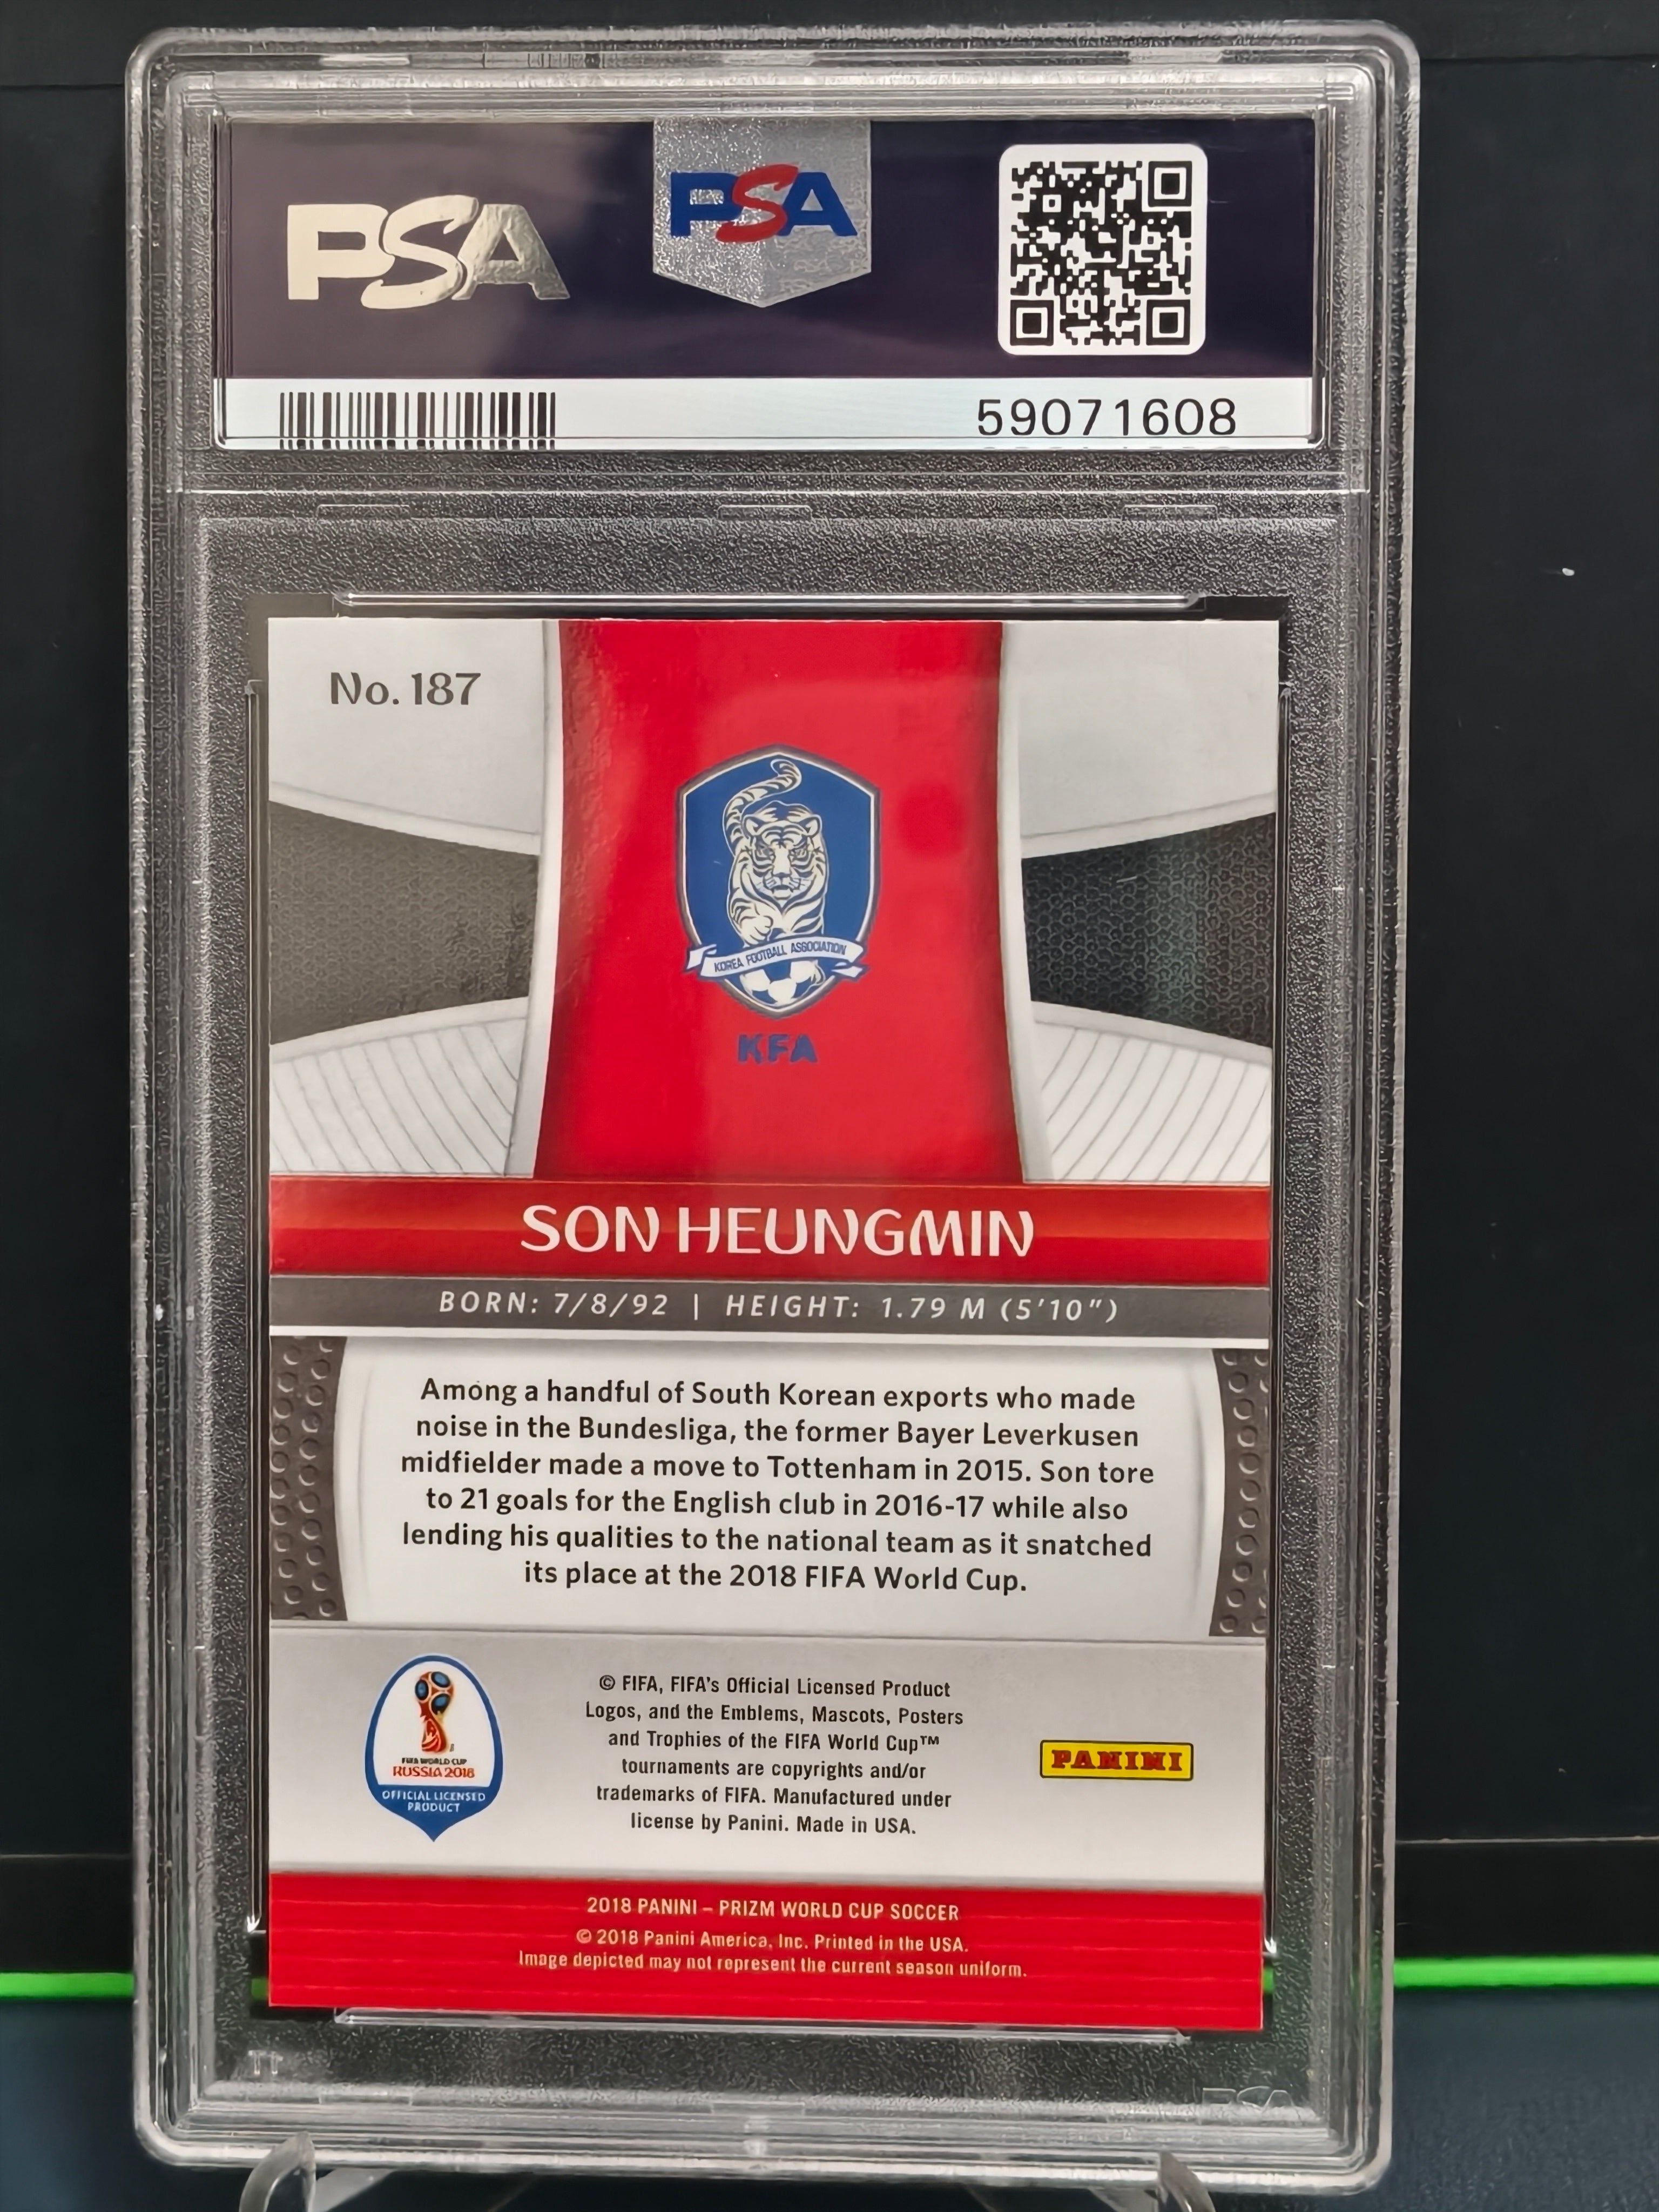 PSA
PSA
59071608
No. 187
KOREA FOOTBALL ASSOCIATION
KFA
SON HEUNGMIN
BORN: 7/8/92 | HEIGHT: 1.79 M (5'10")
Among a handful of South Korean exports who made
noise in the Bundesliga, the former Bayer Leverkusen
midfielder made a move to Tottenham in 2015. Son tore
to 21 goals for the English club in 2016-17 while also
lending his qualities to the national team as it snatched
its place at the 2018 FIFA World Cup.
© FIFA, FIFA's Official Licensed Product
Logos, and the Emblems, Mascots, Posters
and Trophies of the FIFA World Cup™
tournaments are copyrights and/or
trademarks of FIFA. Manufactured under
license by Panini. Made in USA.
FIFA WORLD CUP
RUSSIA 2018
OFFICIAL LICENSED
PRODUCT
PANINI
2018 PANINI – PRIZM WORLD CUP SOCCER
© 2018 Panini America, Inc. Printed in the USA.
Image depicted may not represent the current season uniform.
PSA